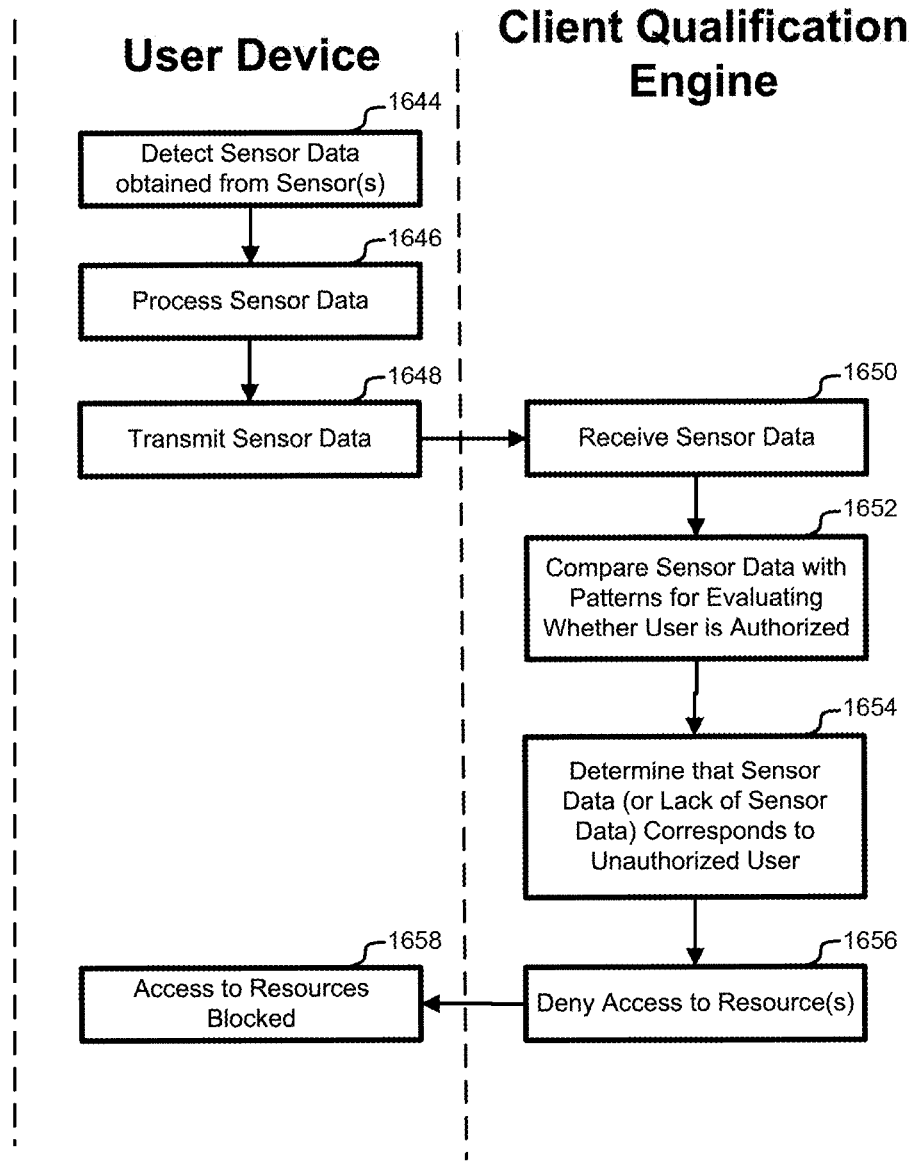 User Device
Client Qualification
Engine
1644
Detect Sensor Data
obtained from Sensor(s)
1646
Process Sensor Data
1648
Transmit Sensor Data
1650
Receive Sensor Data
1652
Compare Sensor Data with
Patterns for Evaluating
Whether User is Authorized
1654
Determine that Sensor
Data (or Lack of Sensor
Data) Corresponds to
Unauthorized User
1656
Deny Access to Resource(s)
1658
Access to Resources
Blocked